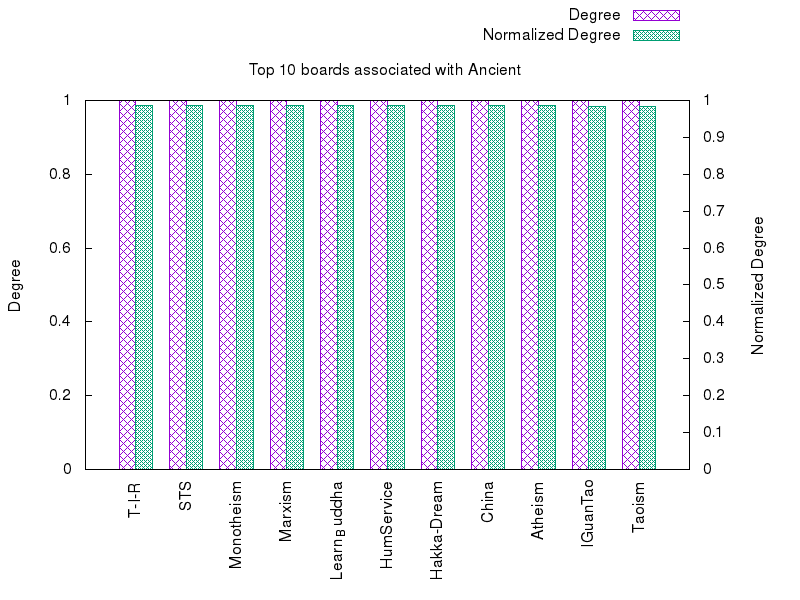 Degree
Normalized Degree
Top 10 boards associated with Ancient
1
0.8
0.6
0.4
0.2
0
Degree
1
0.9
0.8
0.7
0.6
0.5
0.4
0.3
0.2
0.1
0
Normalized Degree
T-I-R
STS
Monotheism
Marxism
Learn_B uddha
HumService
Hakka-Dream
China
Atheism
IGuanTao
Taoism